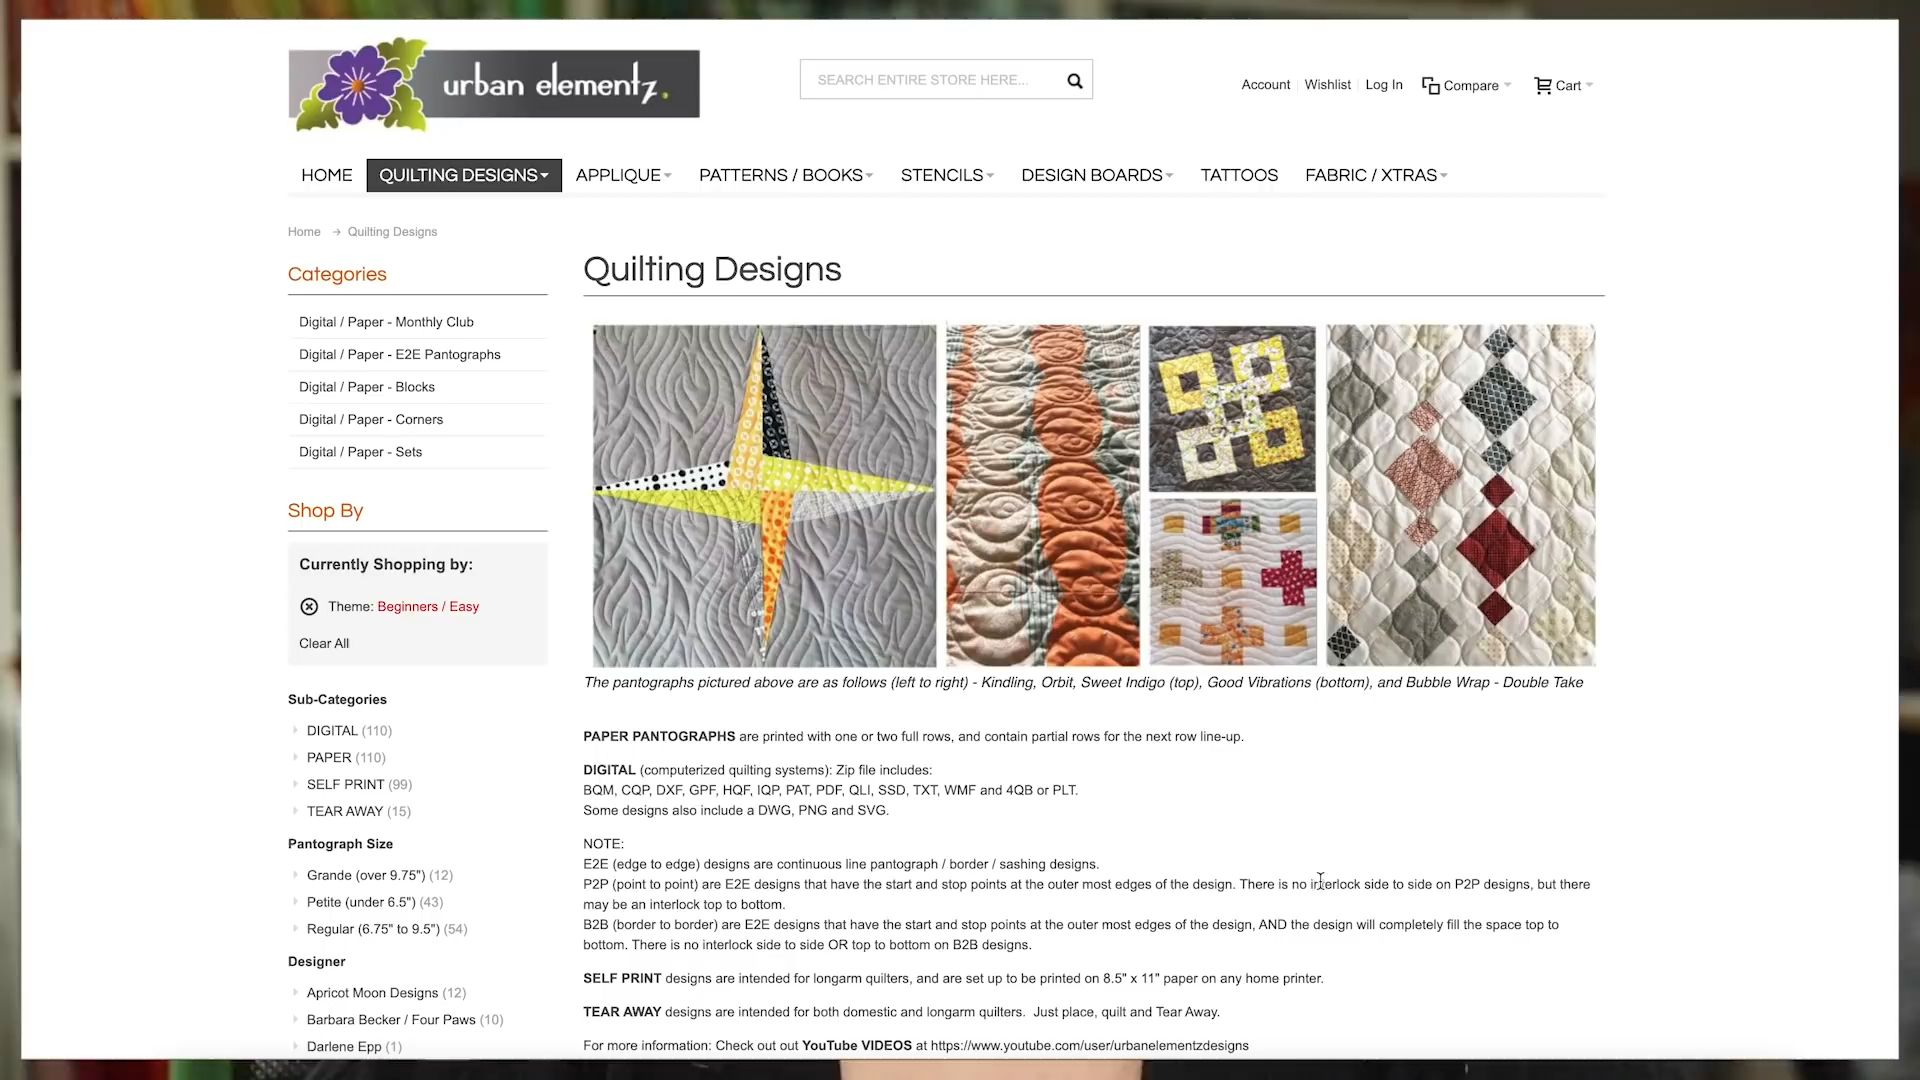 urban elementz.
SEARCH ENTIRE STORE HERE...
Account Wishlist Log In Compare Cart
HOME QUILTING DESIGNS APPLIQUE PATTERNS / BOOKS STENCILS DESIGN BOARDS TATTOOS FABRIC / XTRAS
Home → Quilting Designs
Categories
Digital / Paper - Monthly Club
Digital / Paper - E2E Pantographs
Digital / Paper - Blocks
Digital / Paper - Corners
Digital / Paper - Sets
Shop By
Currently Shopping by:
Theme: Beginners / Easy
Clear All
Sub-Categories
DIGITAL (110)
PAPER (110)
SELF PRINT (99)
TEAR AWAY (15)
Pantograph Size
Grande (over 9.75") (12)
Petite (under 6.5") (43)
Regular (6.75" to 9.5") (54)
Designer
Apricot Moon Designs (12)
Barbara Becker / Four Paws (10)
Darlene Epp (1)
Quilting Designs
The pantographs pictured above are as follows (left to right) - Kindling, Orbit, Sweet Indigo (top), Good Vibrations (bottom), and Bubble Wrap - Double Take
PAPER PANTOGRAPHS are printed with one or two full rows, and contain partial rows for the next row line-up.
DIGITAL (computerized quilting systems): Zip file includes:
BQM, CQP, DXF, GPF, HQF, IQP, PAT, PDF, QLI, SSD, TXT, WMF and 4QB or PLT.
Some designs also include a DWG, PNG and SVG.
NOTE:
E2E (edge to edge) designs are continuous line pantograph / border / sashing designs.
P2P (point to point) are E2E designs that have the start and stop points at the outer most edges of the design. There is no interlock side to side on P2P designs, but there
may be an interlock top to bottom.
B2B (border to border) are E2E designs that have the start and stop points at the outer most edges of the design, AND the design will completely fill the space top to
bottom. There is no interlock side to side OR top to bottom on B2B designs.
SELF PRINT designs are intended for longarm quilters, and are set up to be printed on 8.5" x 11" paper on any home printer.
TEAR AWAY designs are intended for both domestic and longarm quilters. Just place, quilt and Tear Away.
For more information: Check out out YouTube VIDEOS at https://www.youtube.com/user/urbanelementzdesigns